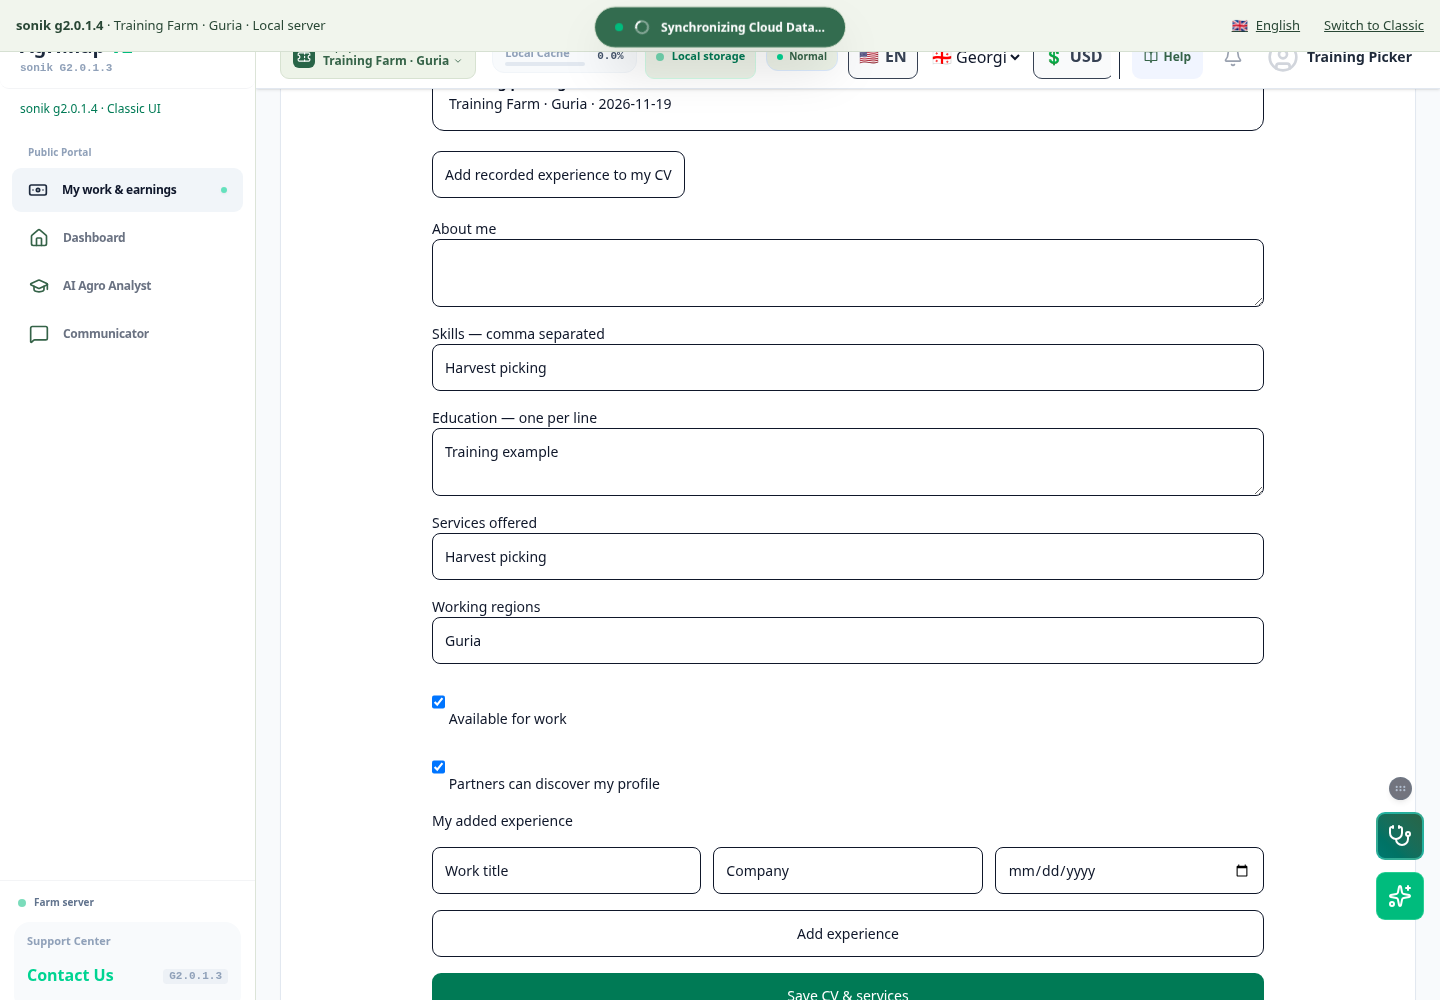 sonik g2.0.1.4 · Training Farm · Guria · Local server
Synchronizing Cloud Data...
English
Switch to Classic
sonik G2.0.1.3
Training Farm · Guria
Local Cache
0.0%
Local storage
Normal
EN
Georgi
USD
Help
Training Picker
sonik g2.0.1.4 · Classic UI
Public Portal
My work & earnings
Dashboard
AI Agro Analyst
Communicator
Farm server
Support Center
Contact Us
G2.0.1.3
Training Farm · Guria · 2026-11-19
Add recorded experience to my CV
About me
Skills — comma separated
Harvest picking
Education — one per line
Training example
Services offered
Harvest picking
Working regions
Guria
Available for work
Partners can discover my profile
My added experience
Work title
Company
mm/dd/yyyy
Add experience
Save CV & services